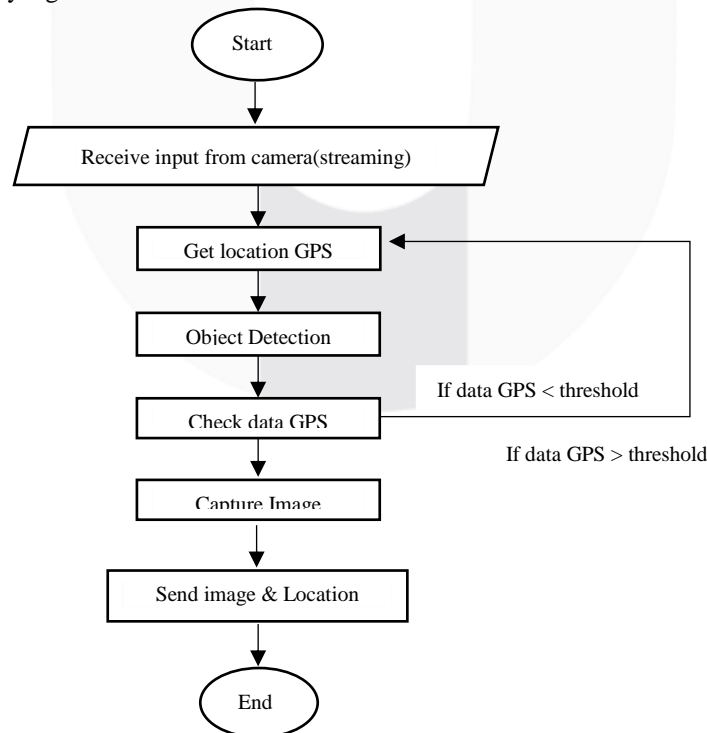 Start
Receive input from camera(streaming)
Get location GPS
Object Detection
If data GPS < threshold
Check data GPS
If data GPS > threshold
Capture Image
Send image & Location
End